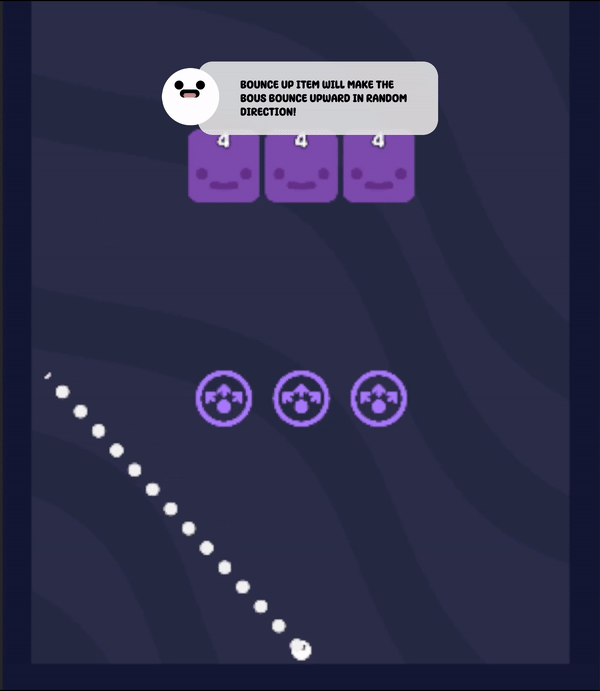 BOUNCE UP ITEM WILL MAKE THE
BOUS BOUNCE UPWARD IN RANDOM
DIRECTION!
4 4 4